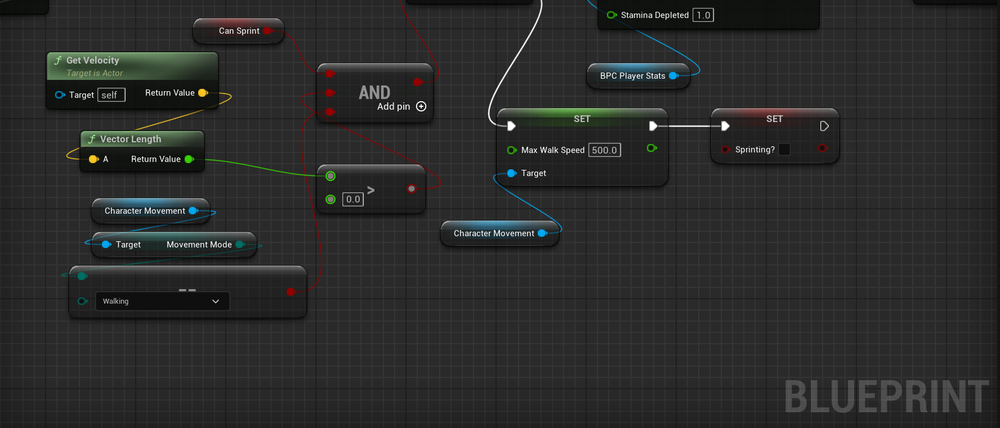 Stamina Depleted 1.0
Can Sprint
f Get Velocity
Target is Actor
Target self Return Value
AND
Add pin
BPC Player Stats
f Vector Length
A Return Value
SET
Max Walk Speed 500.0
Target
SET
Sprinting?
>
0.0
Character Movement
Target Movement Mode
==
Walking
Character Movement
BLUEPRINT